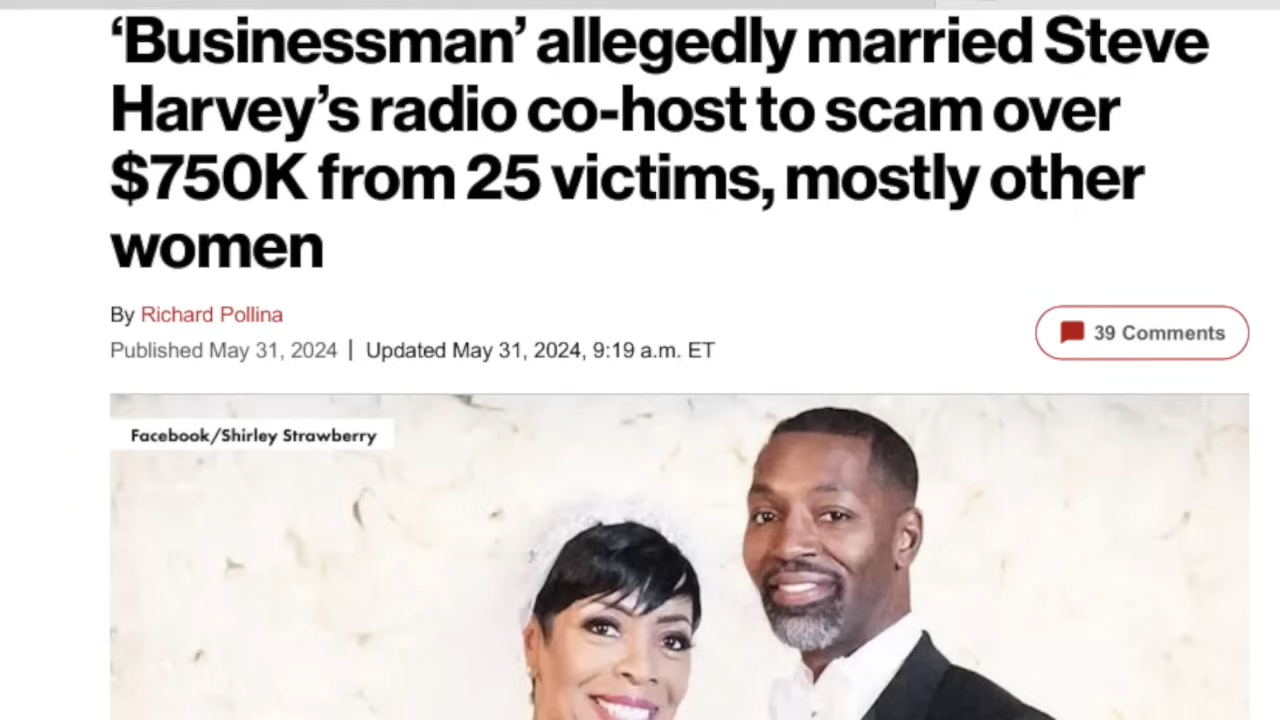 ‘Businessman’ allegedly married Steve
Harvey’s radio co-host to scam over
$750K from 25 victims, mostly other
women
By Richard Pollina
Published May 31, 2024 | Updated May 31, 2024, 9:19 a.m. ET
39 Comments
Facebook/Shirley Strawberry